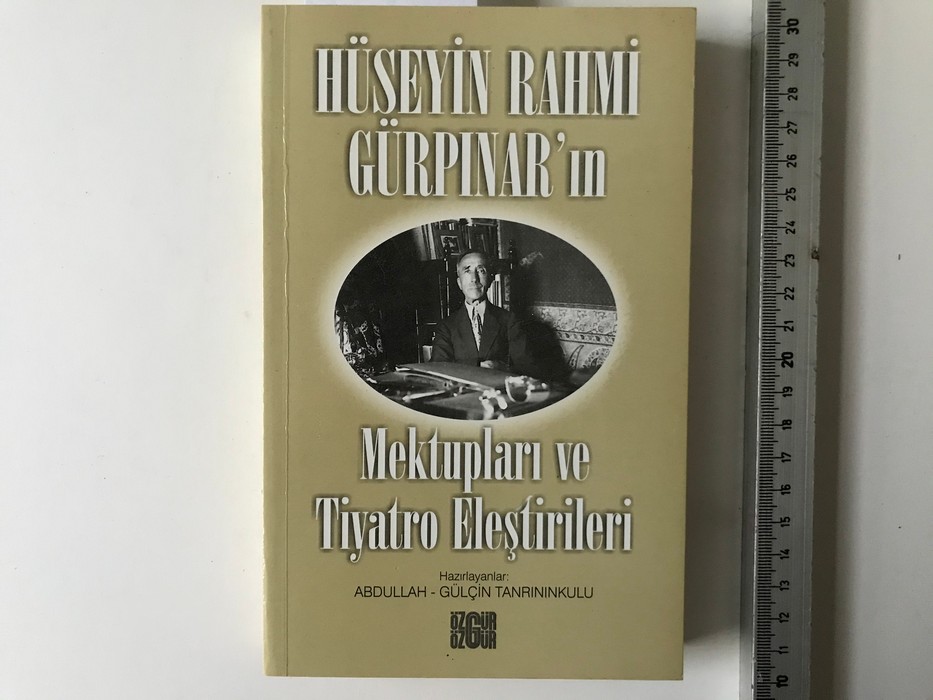 HÜSEYİN RAHMİ
GÜRPINAR'ın
Mektupları ve
Tiyatro Eleştirileri
Hazırlayanlar:
ABDULLAH - GÜLÇİN TANRININKULU
ÖZGÜR
ÖZGÜR
30
29
28
27
26
25
24
23
22
21
20
19
18
17
16
15
14
13
12
11
10